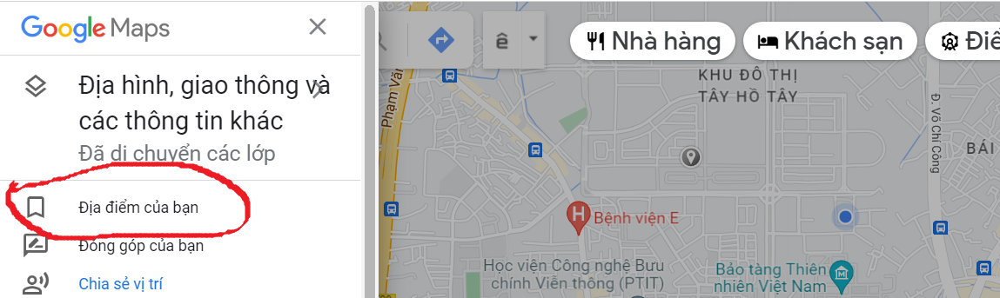 Google Maps
Địa hình, giao thông và
các thông tin khác
Đã di chuyển các lớp
Địa điểm của bạn
Đóng góp của bạn
Chia sẻ vị trí
ê
Nhà hàng
Khách sạn
Phạm Văn
KHU ĐÔ THỊ
TÂY HỒ TÂY
Đ. Võ Chí Công
BÁI
Bệnh viện E
Học viện Công nghệ Bưu
chính Viễn thông (PTIT)
Bảo tàng Thiên
nhiên Việt Nam